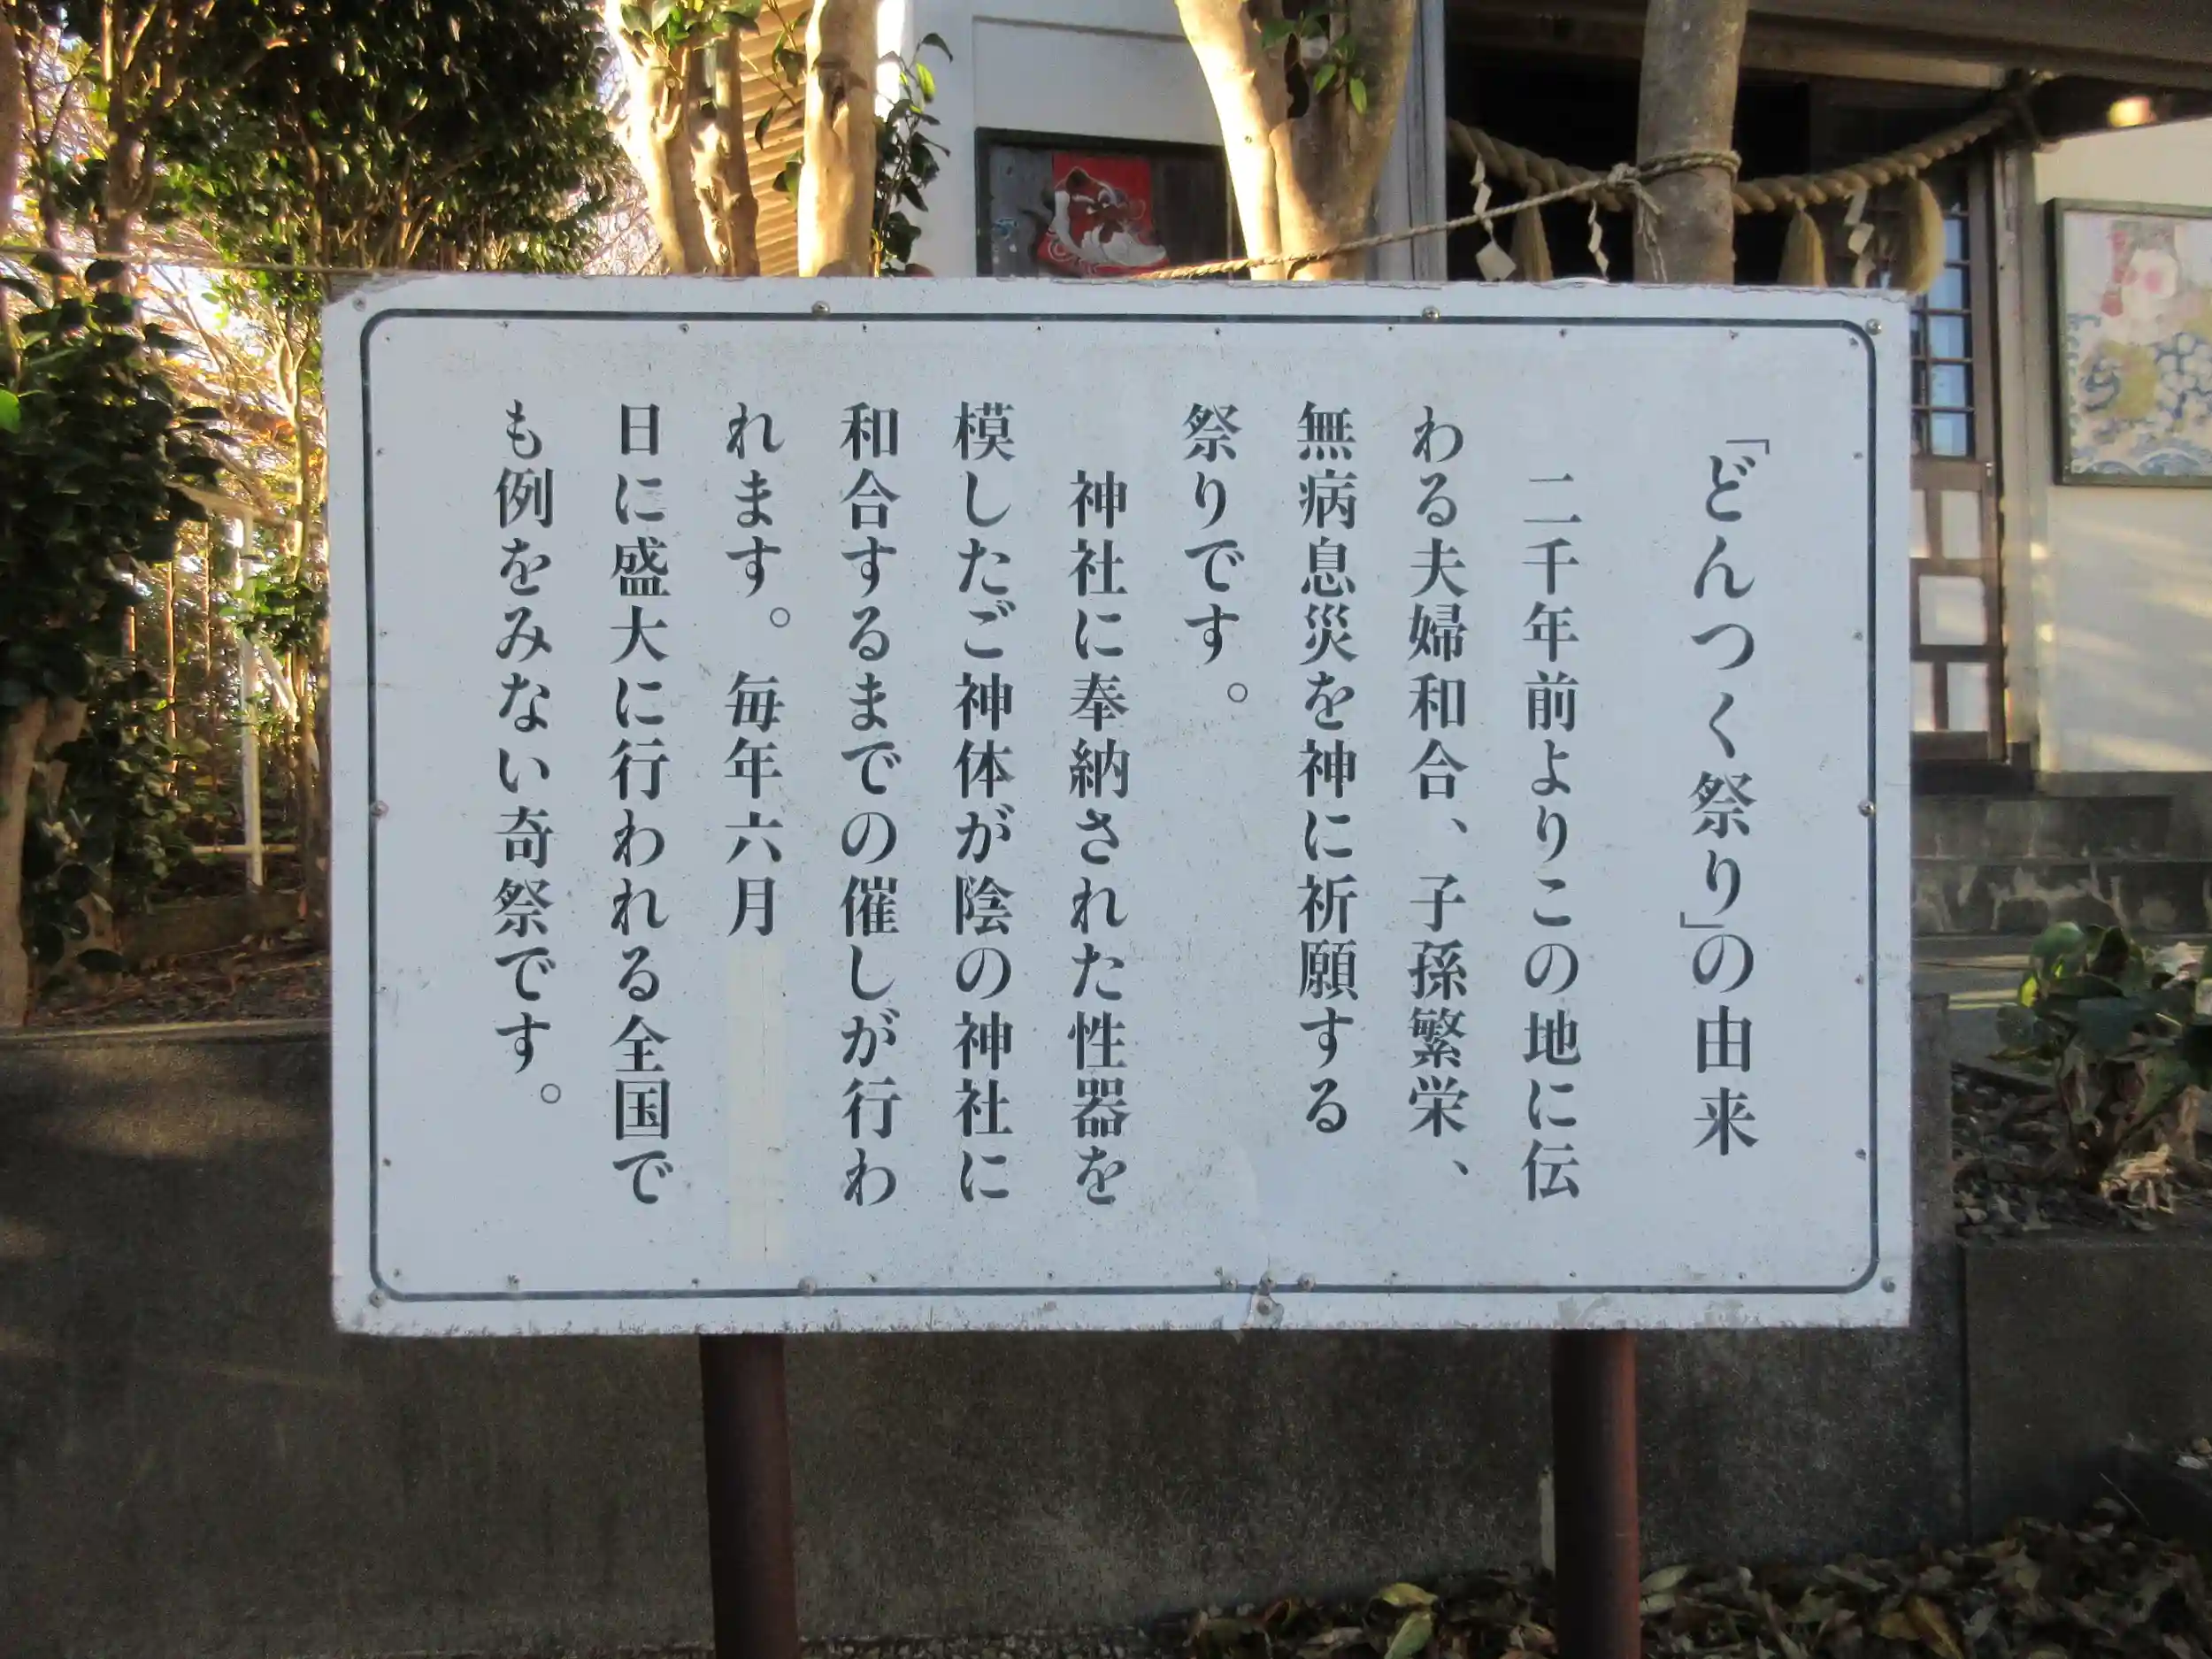 「どんつく祭り」の由来
二千年前よりこの地に伝
わる夫婦和合、子孫繁栄、
無病息災を神に祈願する
祭りです。
神社に奉納された性器を
模したご神体が陰の神社に
和合するまでの催しが行わ
れます。毎年六月
日に盛大に行われる全国で
も例をみない奇祭です。